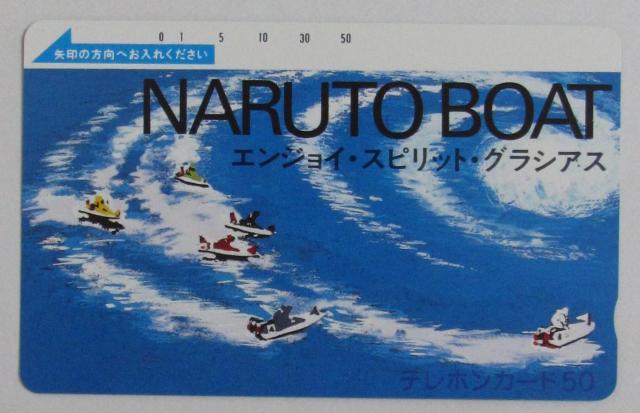 0 1 5 10 30 50
矢印の方向へお入れください
NARUTO BOAT
エンジョイ・スピリット・グラシアス
テレホンカード50